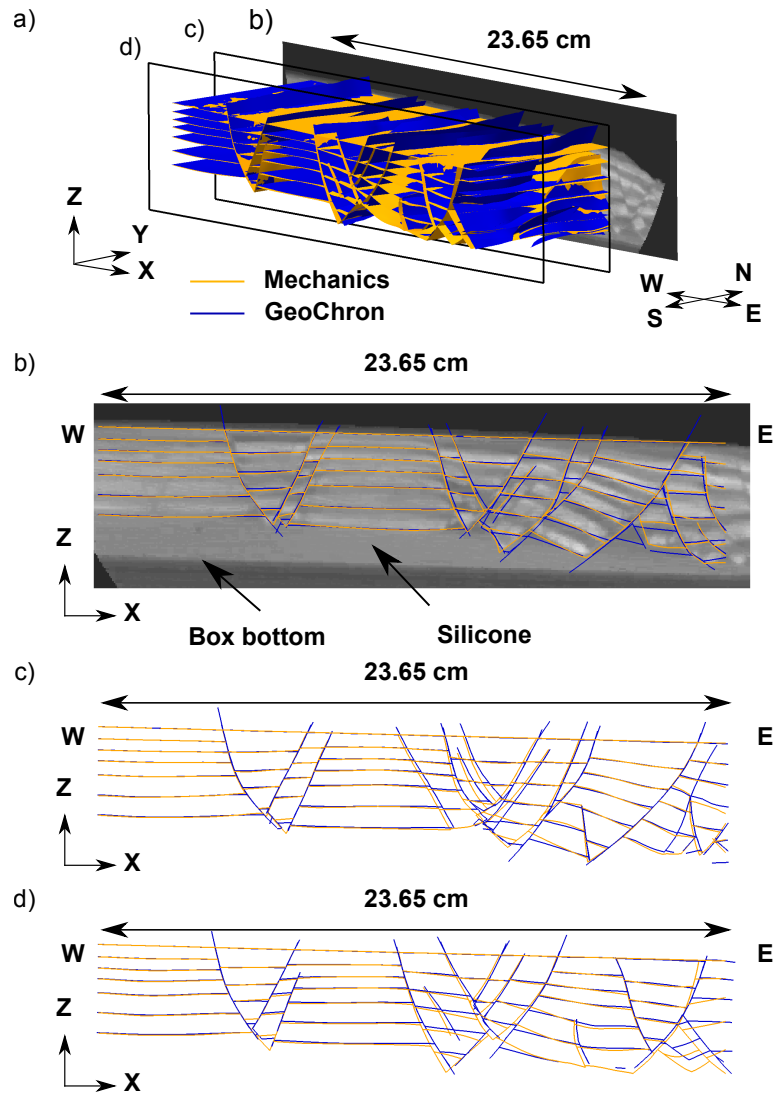 a)
b)
c)
d)
23.65 cm
Z
Y
X
Mechanics
GeoChron
W
N
S
E
b)
23.65 cm
W
E
Z
X
Box bottom
Silicone
c)
23.65 cm
W
E
Z
X
d)
23.65 cm
W
E
Z
X